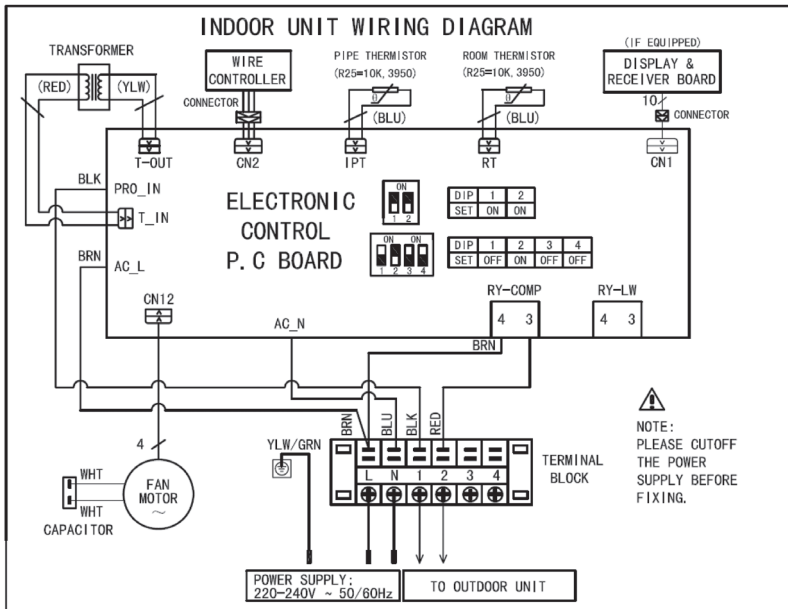 INDOOR UNIT WIRING DIAGRAM
TRANSFORMER
(RED)
(YLW)
WIRE
CONTROLLER
CONNECTOR
PIPE THERMISTOR
(R25=10K, 3950)
(BLU)
ROOM THERMISTOR
(R25=10K, 3950)
(BLU)
(IF EQUIPPED)
DISPLAY &
RECEIVER BOARD
10
CONNECTOR
T-OUT
CN2
IPT
RT
CN1
BLK
PRO_IN
T_IN
BRN
AC_L
CN12
ELECTRONIC
CONTROL
P.C BOARD
ON
1 2
DIP 1 2
SET ON ON
ON ON
1 2 3 4
DIP 1 2 3 4
SET OFF ON OFF OFF
RY-COMP
4 3
RY-LW
4 3
AC_N
BRN
BRN
BLU
BLK
RED
YLW/GRN
L N 1 2 3 4
TERMINAL
BLOCK
4
WHT
WHT
CAPACITOR
FAN
MOTOR
~
NOTE:
PLEASE CUTOFF
THE POWER
SUPPLY BEFORE
FIXING.
POWER SUPPLY:
220-240V ~ 50/60Hz
TO OUTDOOR UNIT